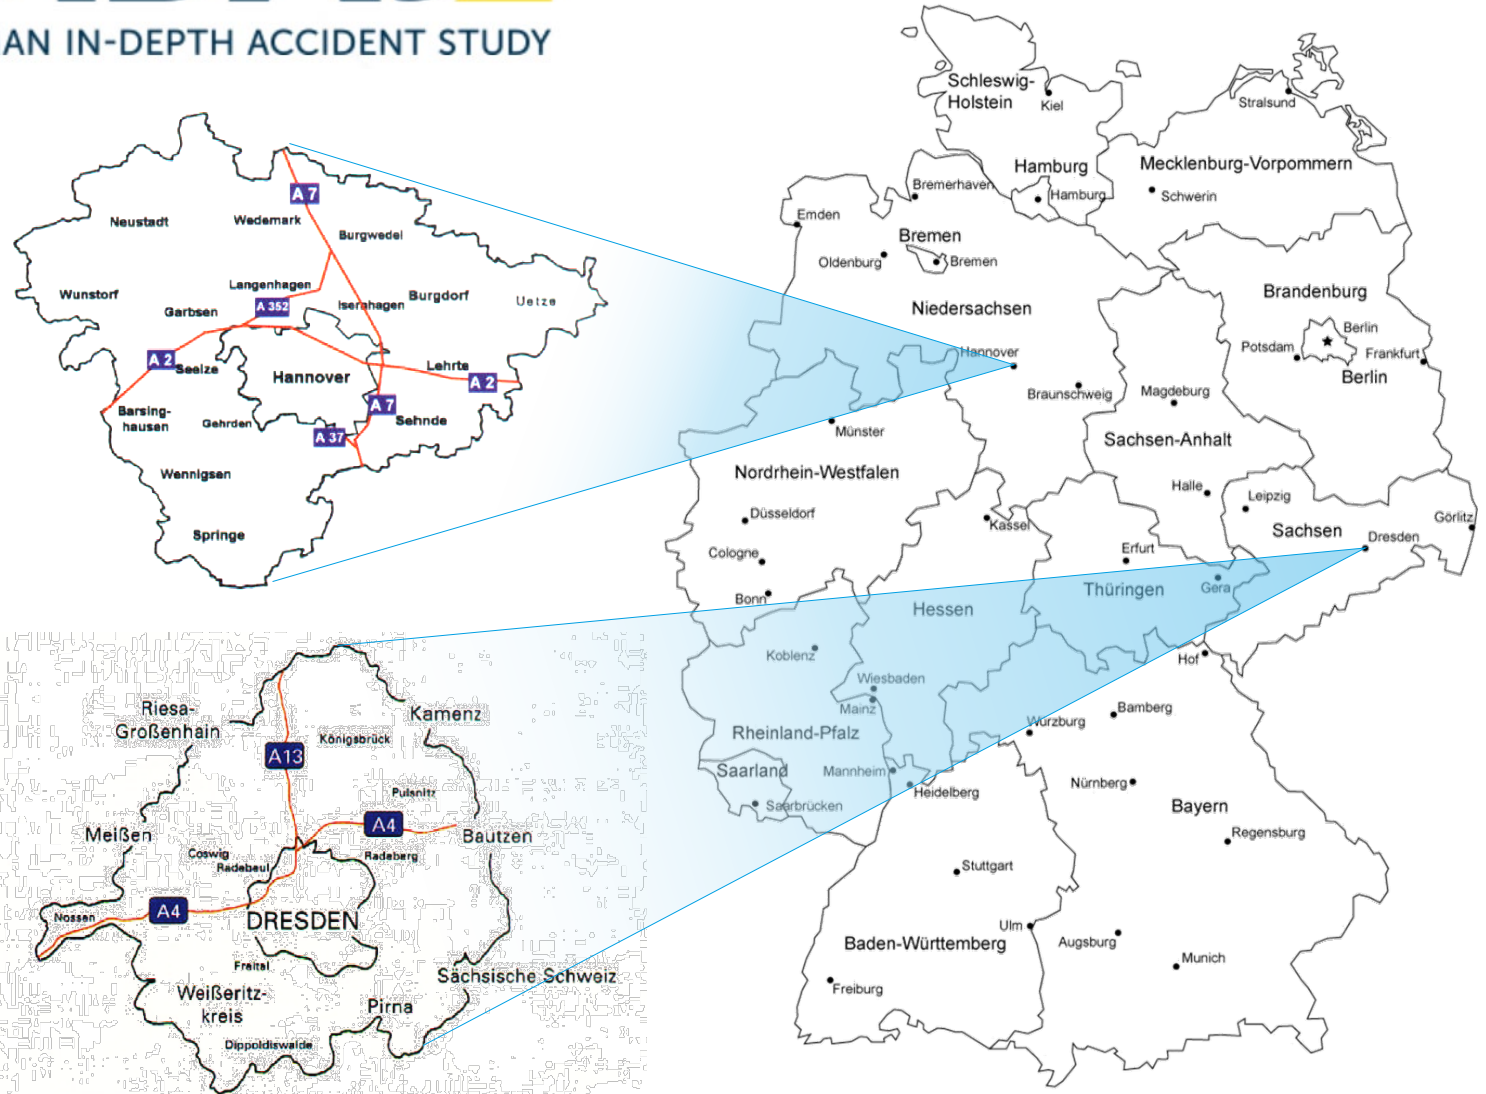 AN IN-DEPTH ACCIDENT STUDY
A 7
Neustadt
Wedemark
Burgwedel
Langenhagen
Wunstorf
A 352
Isernhagen
Burgdorf
Uetze
Garbsen
A 2
Seelze
Lehrte
Hannover
A 2
A 7
Barsing-
hausen
Gehrden
Sehnde
A 37
Wennigsen
Springe
Riesa-
Großenhain
Kamenz
Königsbrück
A13
Pulsnitz
A4
Meißen
Bautzen
Coswig
Radebeul
Radeberg
A4
Nossen
DRESDEN
Freital
Sächsische Schweiz
Weißeritz-
kreis
Pirna
Dippoldiswalde
Schleswig-
Holstein
Kiel
Stralsund
Hamburg
Mecklenburg-Vorpommern
Bremerhaven
Hamburg
Schwerin
Emden
Bremen
Oldenburg
Bremen
Niedersachsen
Brandenburg
Berlin
Hannover
Potsdam
Frankfurt
Berlin
Braunschweig
Magdeburg
Münster
Sachsen-Anhalt
Nordrhein-Westfalen
Halle
Leipzig
Düsseldorf
Kassel
Sachsen
Görlitz
Dresden
Cologne
Erfurt
Bonn
Hessen
Thüringen
Gera
Koblenz
Hof
Wiesbaden
Mainz
Bamberg
Würzburg
Rheinland-Pfalz
Saarland
Mannheim
Nürnberg
Heidelberg
Saarbrücken
Bayern
Regensburg
Stuttgart
Ulm
Augsburg
Baden-Württemberg
Munich
Freiburg